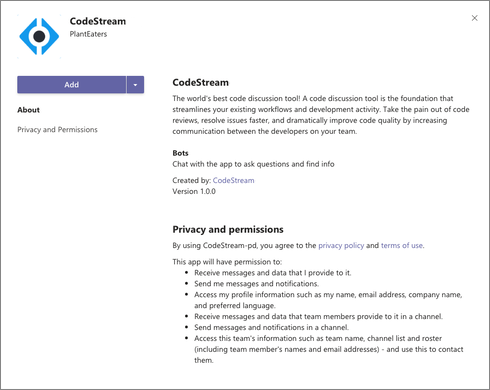 CodeStream
PlantEaters
Add
About
Privacy and Permissions
CodeStream
The world's best code discussion tool! A code discussion tool is the foundation that
streamlines your existing workflows and development activity. Take the pain out of code
reviews, resolve issues faster, and dramatically improve code quality by increasing
communication between the developers on your team.
Bots
Chat with the app to ask questions and find info
Created by: CodeStream
Version 1.0.0
Privacy and permissions
By using CodeStream-pd, you agree to the privacy policy and terms of use.
This app will have permission to:
• Receive messages and data that I provide to it.
• Send me messages and notifications.
• Access my profile information such as my name, email address, company name,
and preferred language.
• Receive messages and data that team members provide to it in a channel.
• Send messages and notifications in a channel.
• Access this team's information such as team name, channel list and roster
(including team member's names and email addresses) - and use this to contact
them.